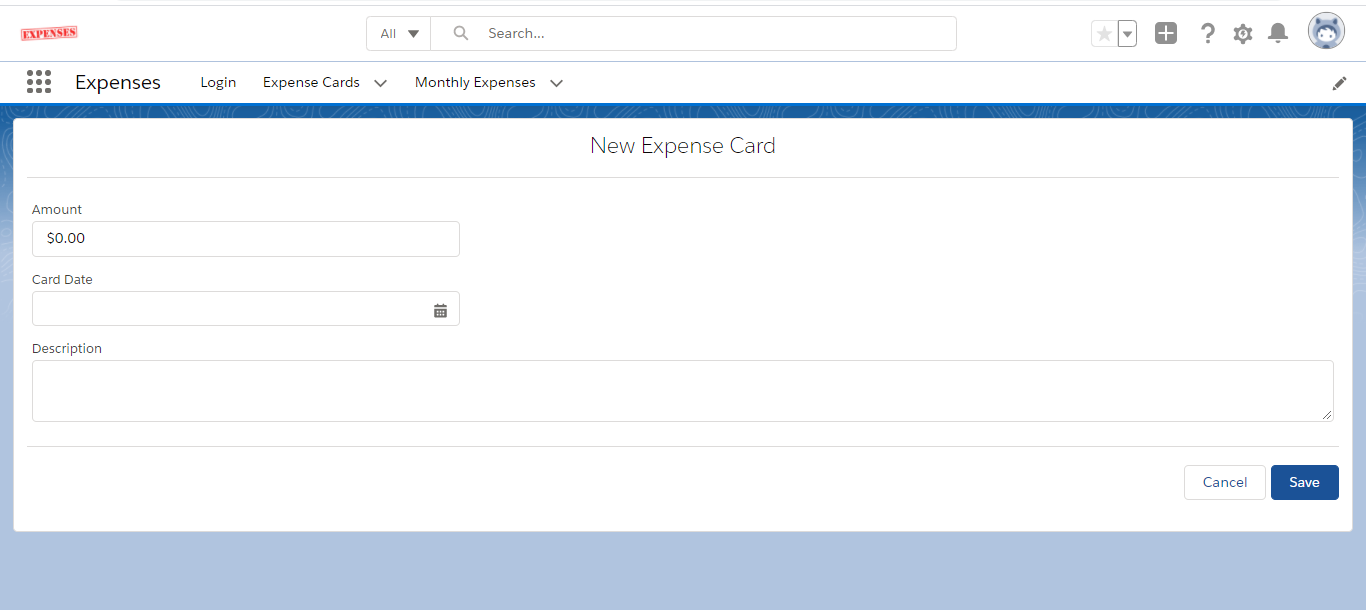 EXPENSES
All
Search...
Expenses
Login
Expense Cards
Monthly Expenses
New Expense Card
Amount
$0.00
Card Date
Description
Cancel
Save